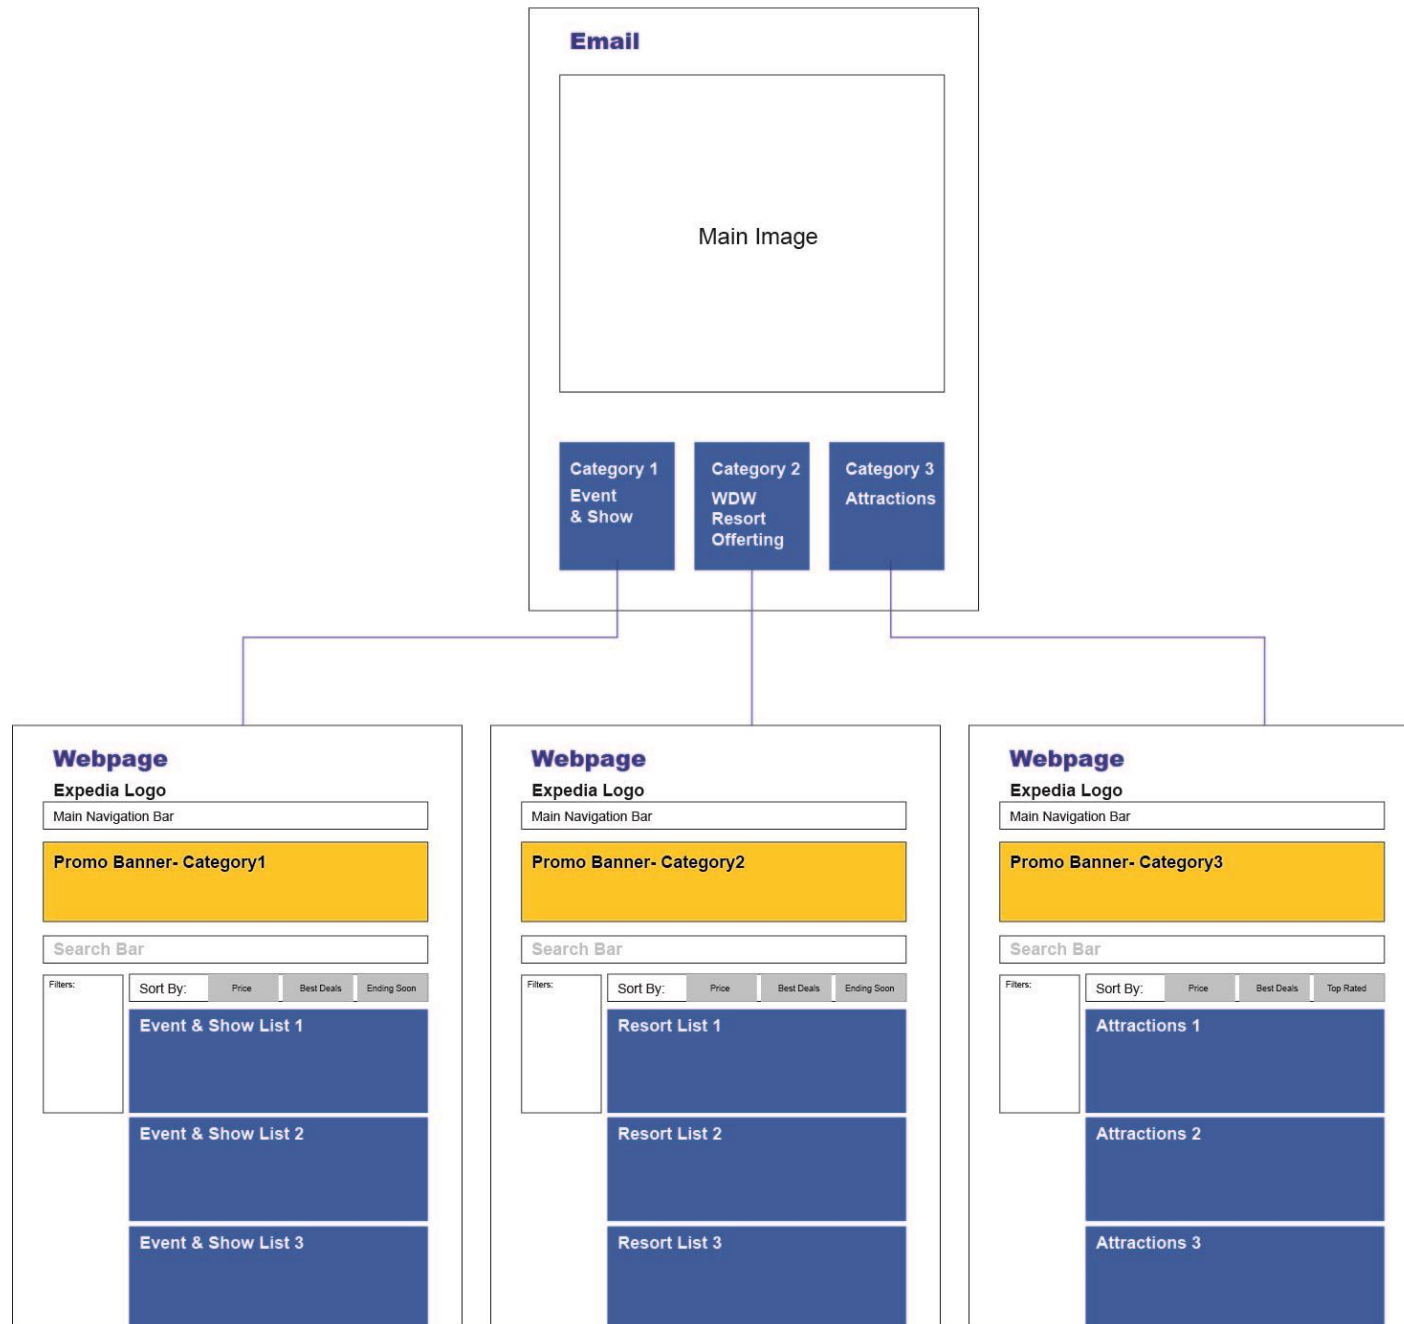 Email
Main Image
Category 1
Event
& Show
Category 2
WDW
Resort
Offerting
Category 3
Attractions
Webpage
Expedia Logo
Main Navigation Bar
Promo Banner- Category1
Search Bar
Filters:
Sort By: Price Best Deals Ending Soon
Event & Show List 1
Event & Show List 2
Event & Show List 3
Webpage
Expedia Logo
Main Navigation Bar
Promo Banner- Category2
Search Bar
Filters:
Sort By: Price Best Deals Ending Soon
Resort List 1
Resort List 2
Resort List 3
Webpage
Expedia Logo
Main Navigation Bar
Promo Banner- Category3
Search Bar
Filters:
Sort By: Price Best Deals Top Rated
Attractions 1
Attractions 2
Attractions 3